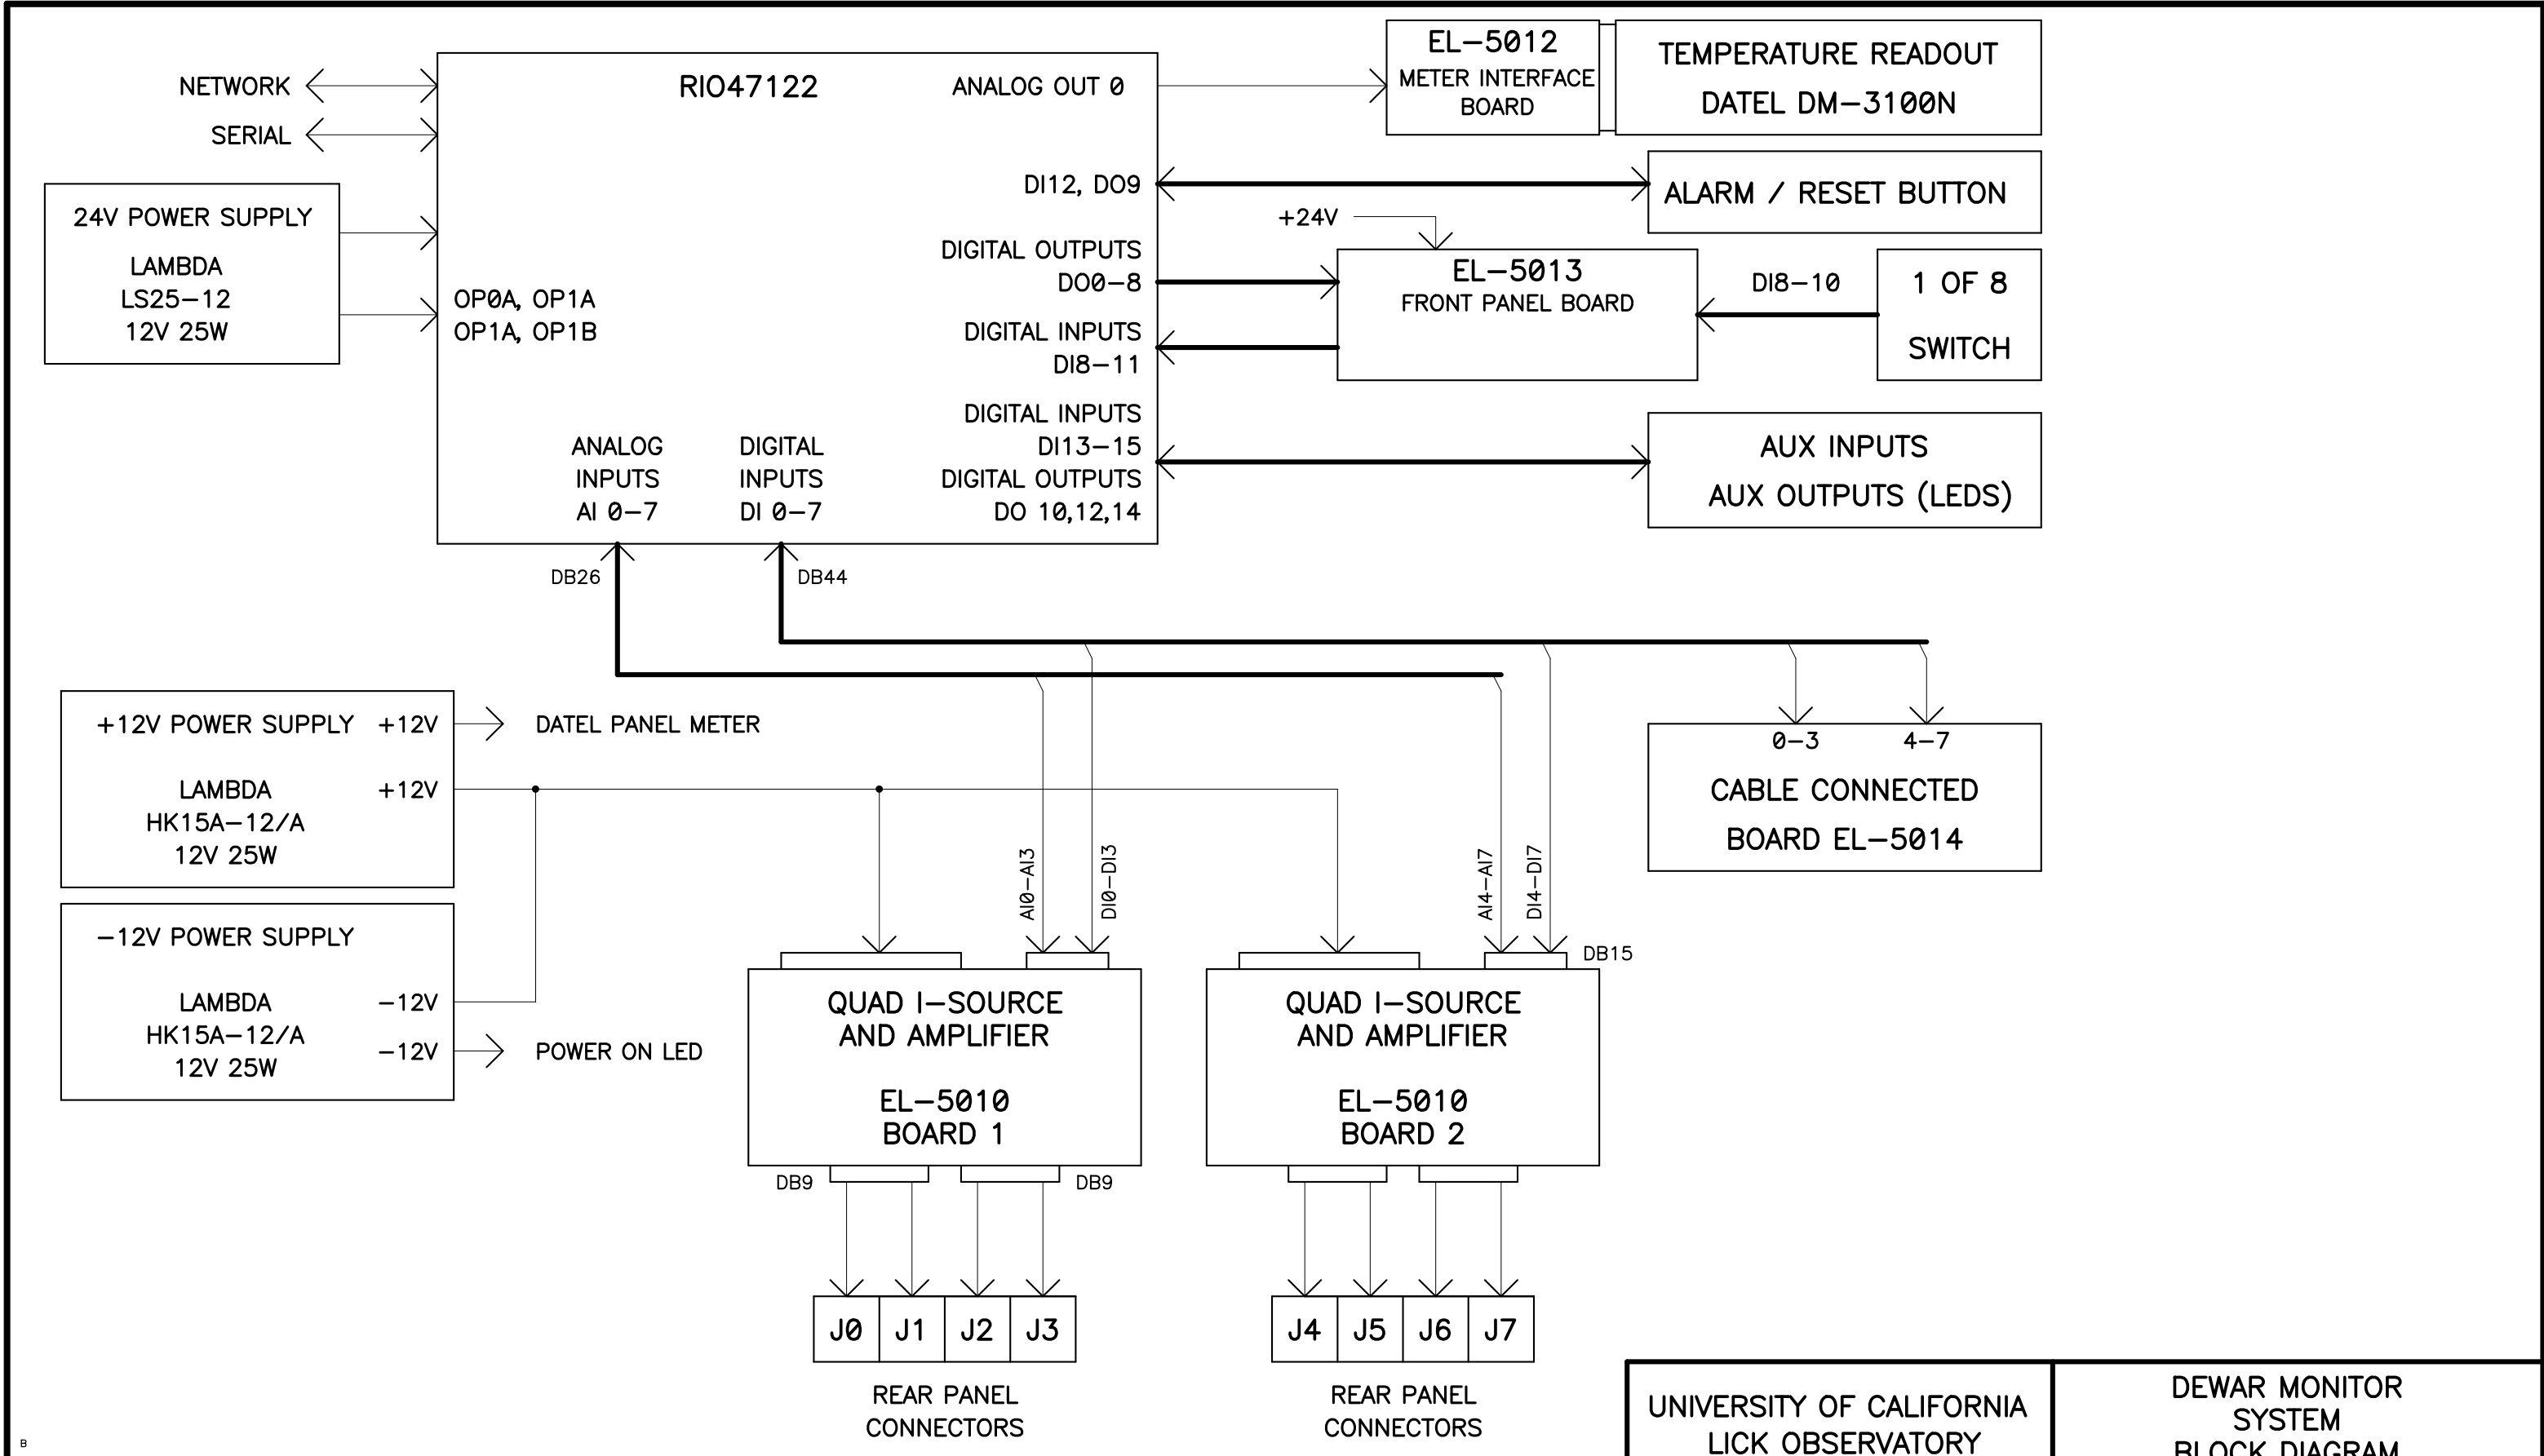 NETWORK
SERIAL
24V POWER SUPPLY
LAMBDA
LS25-12
12V 25W
RIO47122
ANALOG OUT 0
DI12, DO9
DIGITAL OUTPUTS
DO0-8
OP0A, OP1A
OP1A, OP1B
DIGITAL INPUTS
DI8-11
DIGITAL INPUTS
DI13-15
DIGITAL OUTPUTS
DO 10,12,14
ANALOG
INPUTS
AI 0-7
DIGITAL
INPUTS
DI 0-7
DB26
DB44
EL-5012
METER INTERFACE
BOARD
TEMPERATURE READOUT
DATEL DM-3100N
ALARM / RESET BUTTON
+24V
EL-5013
FRONT PANEL BOARD
DI8-10
1 OF 8
SWITCH
AUX INPUTS
AUX OUTPUTS (LEDS)
+12V POWER SUPPLY +12V
DATEL PANEL METER
LAMBDA +12V
HK15A-12/A
12V 25W
-12V POWER SUPPLY
LAMBDA -12V
HK15A-12/A
-12V
12V 25W
POWER ON LED
0-3 4-7
CABLE CONNECTED
BOARD EL-5014
AI0-AI3
DI0-DI3
AI4-AI7
DI4-DI7
DB15
QUAD I-SOURCE
AND AMPLIFIER
EL-5010
BOARD 1
DB9
DB9
QUAD I-SOURCE
AND AMPLIFIER
EL-5010
BOARD 2
J0 J1 J2 J3
REAR PANEL
CONNECTORS
J4 J5 J6 J7
REAR PANEL
CONNECTORS
UNIVERSITY OF CALIFORNIA
LICK OBSERVATORY
DEWAR MONITOR
SYSTEM
BLOCK DIAGRAM
B